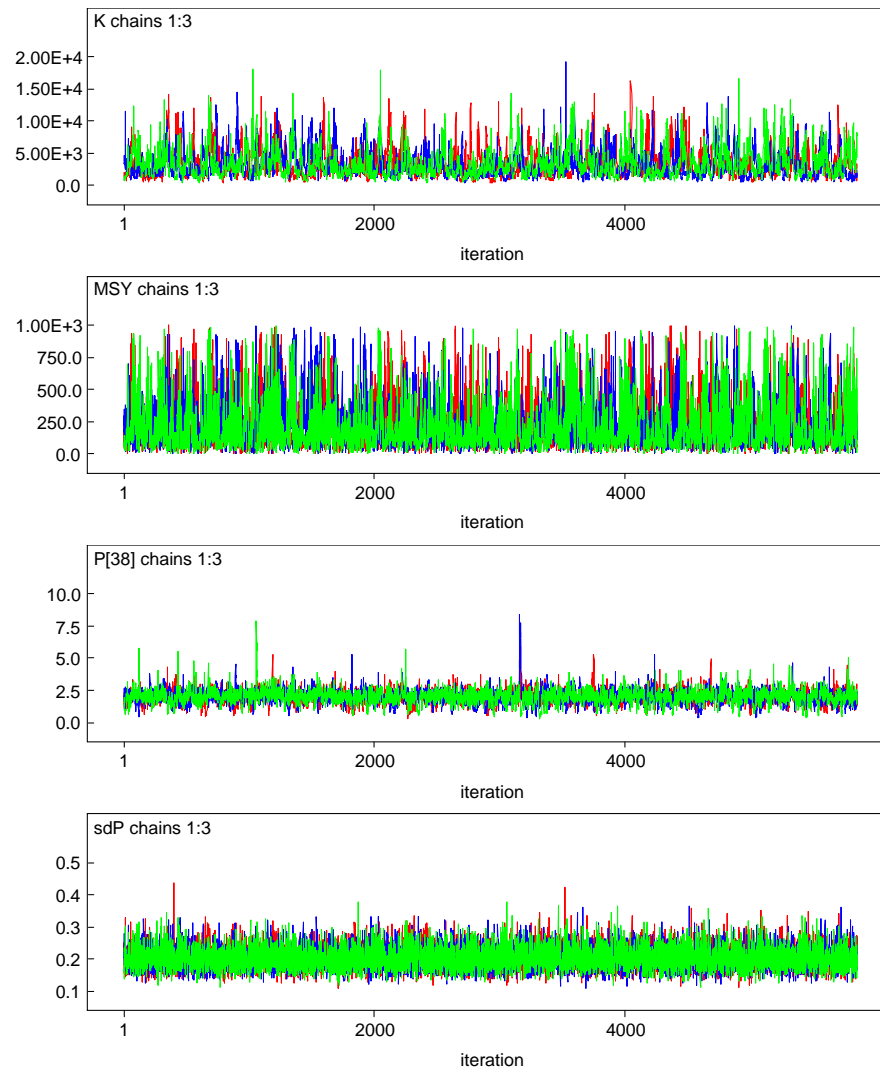 K chains 1:3
2.00E+4
1.50E+4
1.00E+4
5.00E+3
0.0
1 2000 4000
iteration
MSY chains 1:3
1.00E+3
750.0
500.0
250.0
0.0
1 2000 4000
iteration
P[38] chains 1:3
10.0
7.5
5.0
2.5
0.0
1 2000 4000
iteration
sdP chains 1:3
0.5
0.4
0.3
0.2
0.1
1 2000 4000
iteration